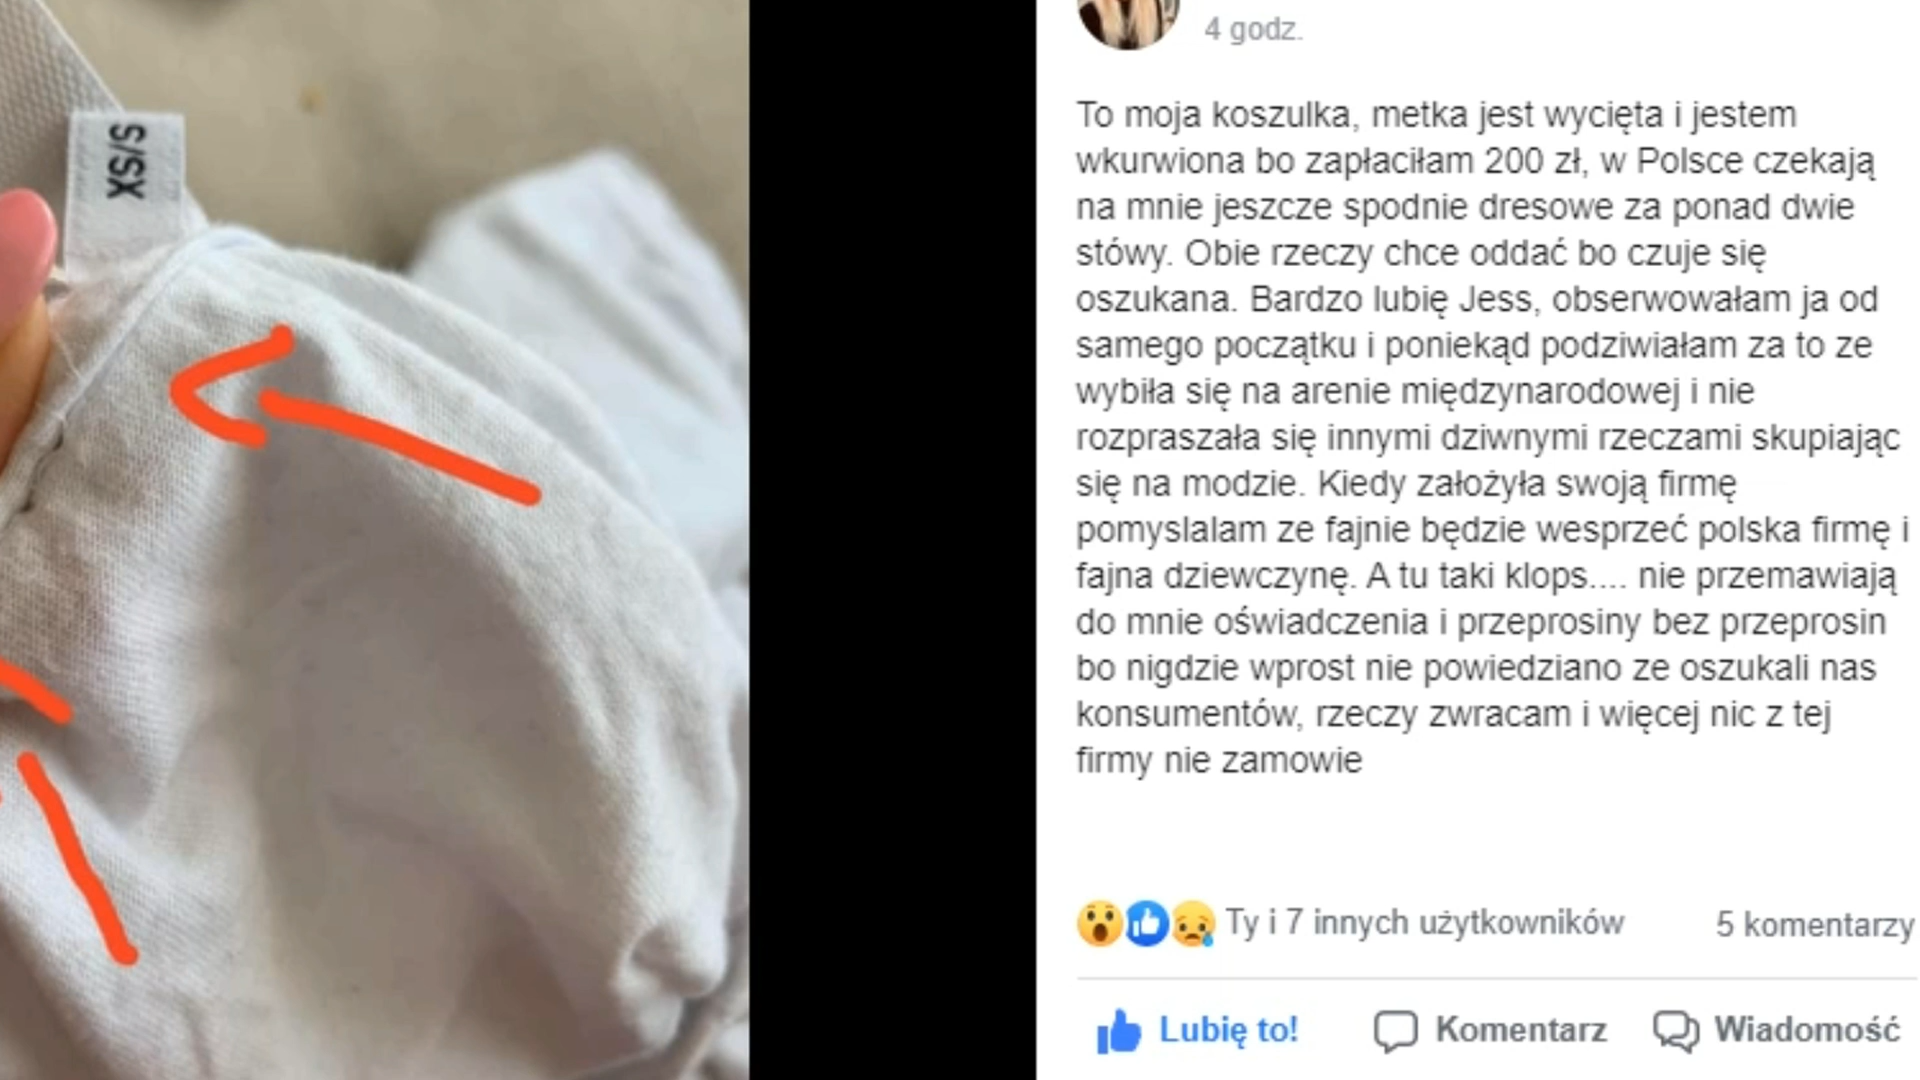 XS/S
4 godz.
To moja koszulka, metka jest wycięta i jestem
wkurwiona bo zapłaciłam 200 zł, w Polsce czekają
na mnie jeszcze spodnie dresowe za ponad dwie
stówy. Obie rzeczy chce oddać bo czuje się
oszukana. Bardzo lubię Jess, obserwowałam ja od
samego początku i poniekąd podziwiałam za to ze
wybiła się na arenie międzynarodowej i nie
rozpraszała się innymi dziwnymi rzeczami skupiając
się na modzie. Kiedy założyła swoją firmę
pomyslalam ze fajnie będzie wesprzeć polska firmę i
fajna dziewczynę. A tu taki klops.... nie przemawiają
do mnie oświadczenia i przeprosiny bez przeprosin
bo nigdzie wprost nie powiedziano ze oszukali nas
konsumentów, rzeczy zwracam i więcej nic z tej
firmy nie zamowie
Ty i 7 innych użytkowników 5 komentarzy
Lubię to! Komentarz Wiadomość